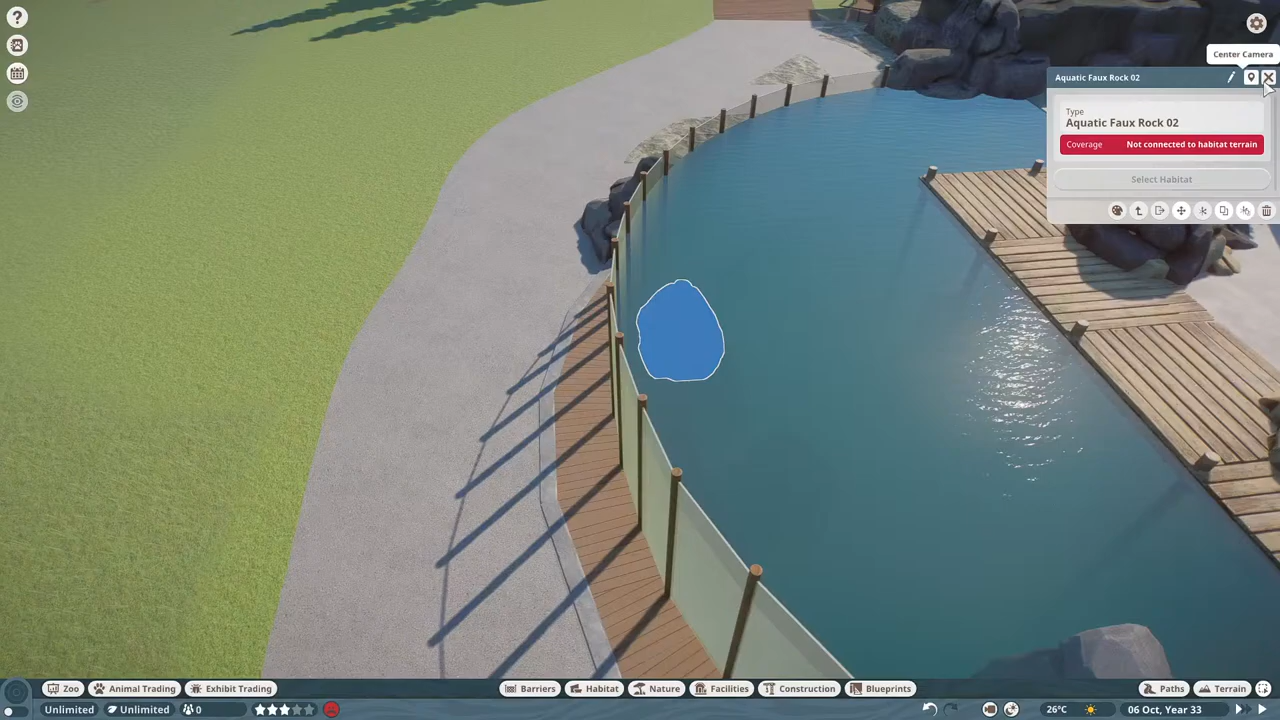 ?
Center Camera
Aquatic Faux Rock 02
Type
Aquatic Faux Rock 02
Coverage Not connected to habitat terrain
Select Habitat
Zoo Animal Trading Exhibit Trading Barriers Habitat Nature Facilities Construction Blueprints Paths Terrain
Unlimited Unlimited 0 26°C 06 Oct, Year 33